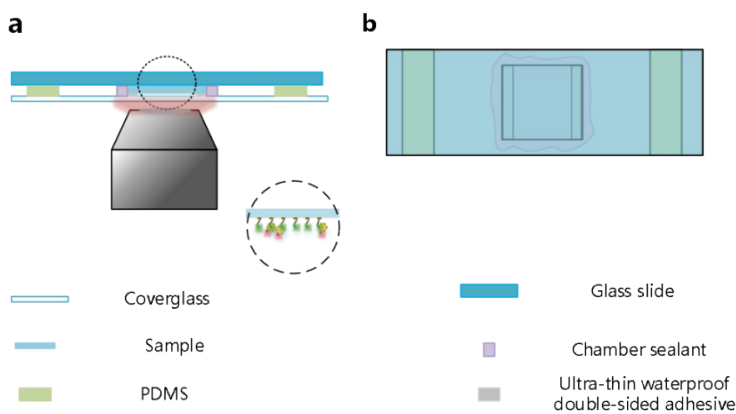 a
b
Coverglass
Glass slide
Sample
Chamber sealant
PDMS
Ultra-thin waterproof
double-sided adhesive